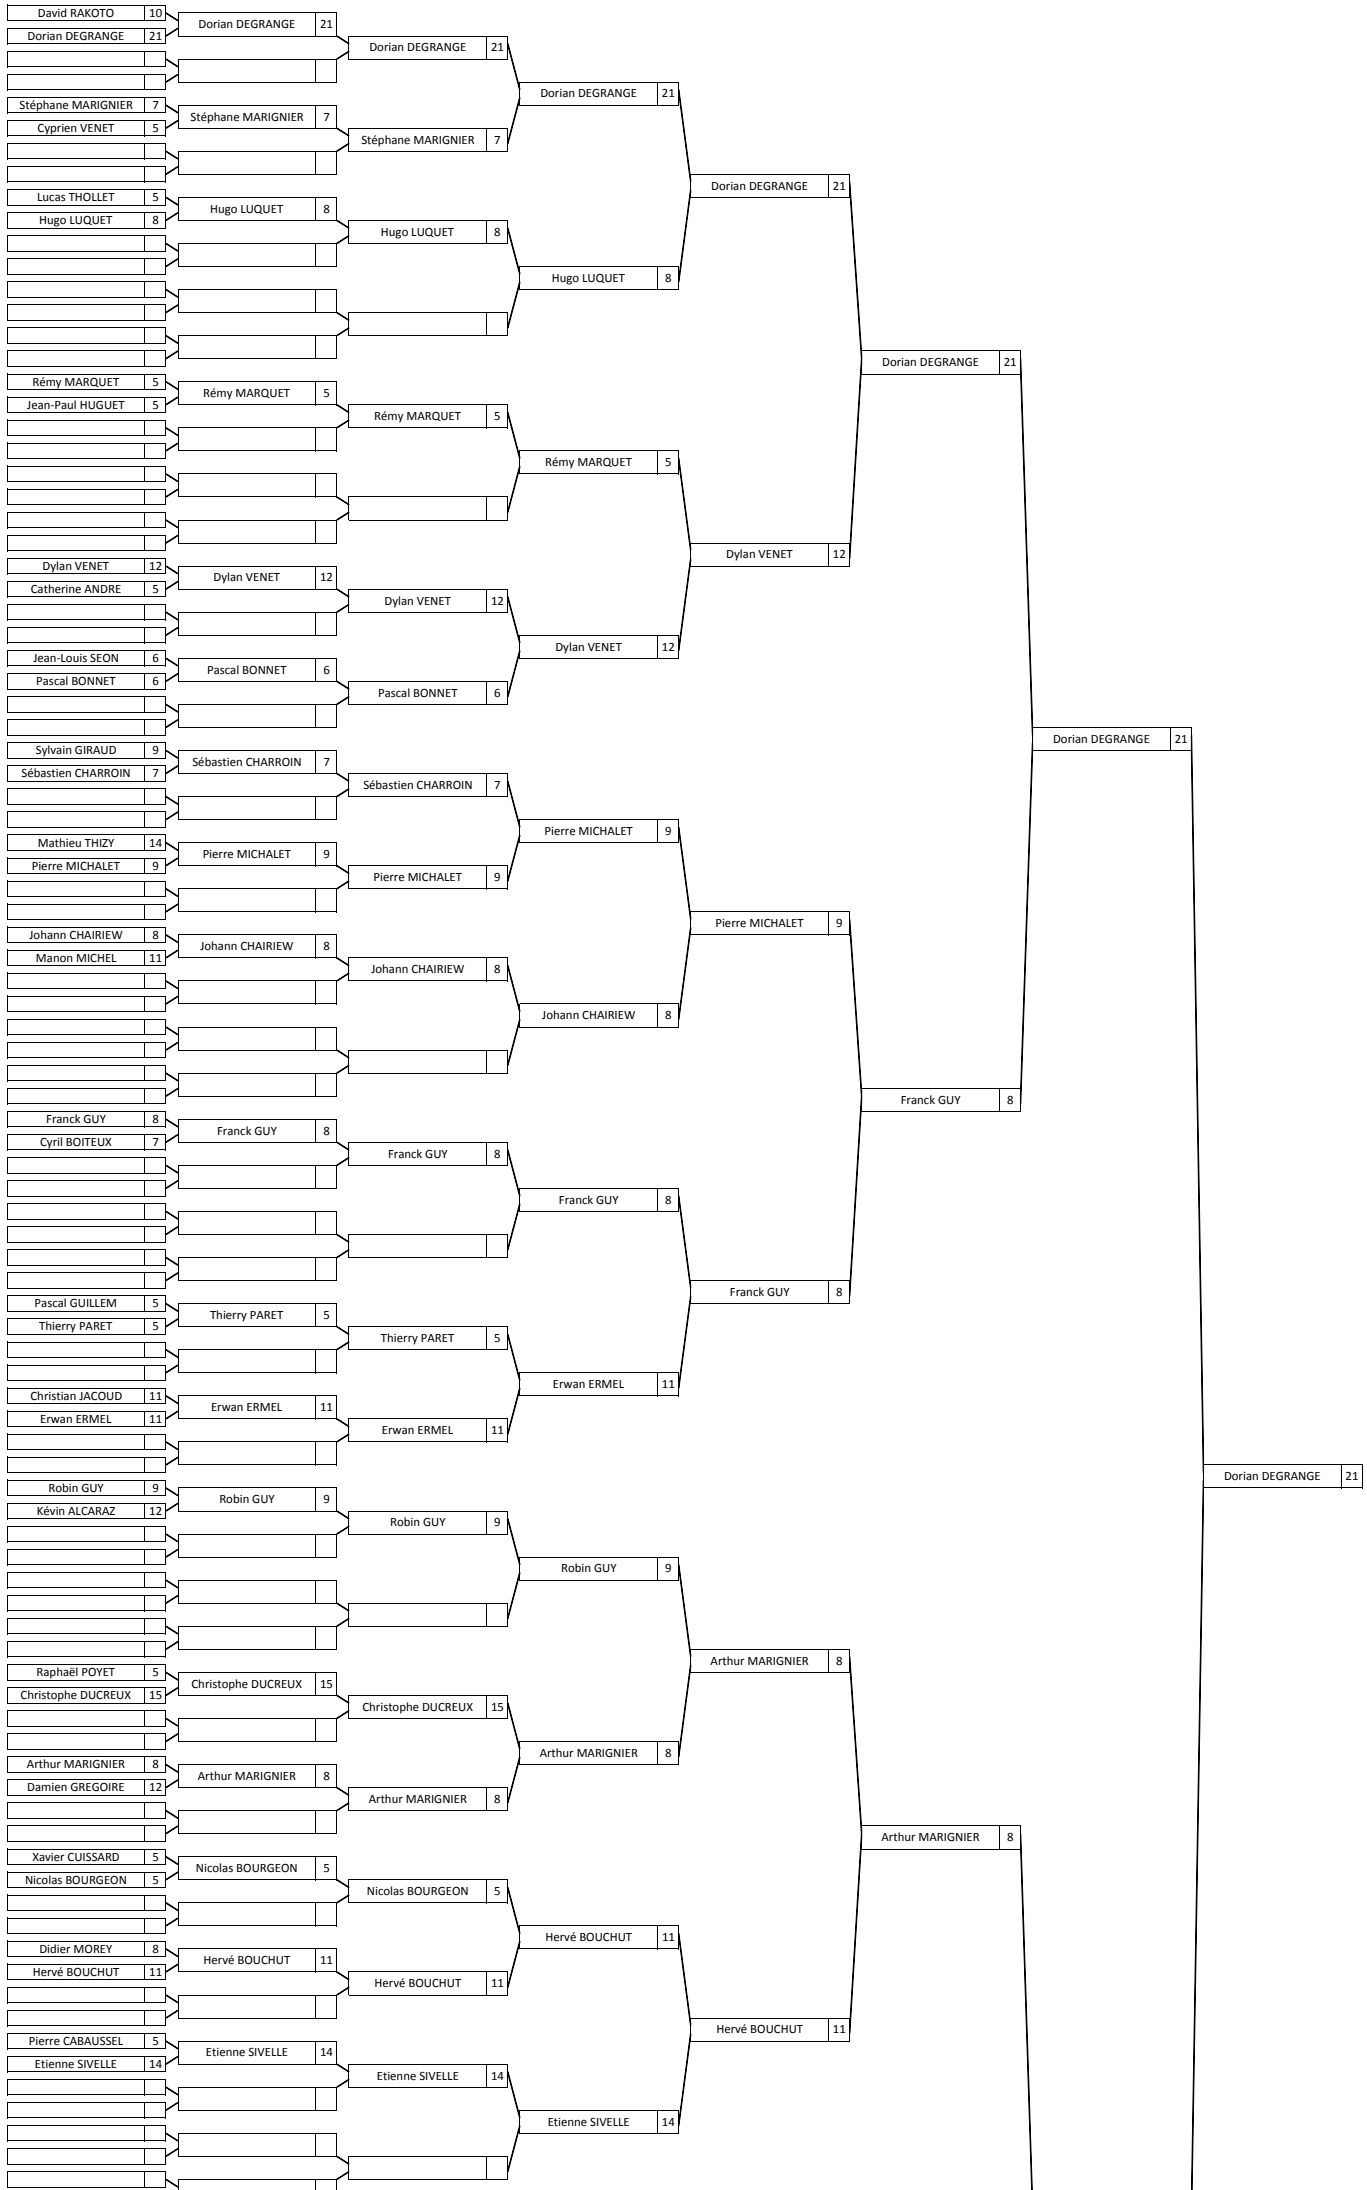 David RAKOTO 10
Dorian DEGRANGE 21
Dorian DEGRANGE 21
Dorian DEGRANGE 21
Dorian DEGRANGE 21
Stéphane MARIGNIER 7
Stéphane MARIGNIER 7
Cyprien VENET 5
Stéphane MARIGNIER 7
Dorian DEGRANGE 21
Lucas THOLLET 5
Hugo LUQUET 8
Hugo LUQUET 8
Hugo LUQUET 8
Hugo LUQUET 8
Dorian DEGRANGE 21
Rémy MARQUET 5
Rémy MARQUET 5
Jean-Paul HUGUET 5
Rémy MARQUET 5
Rémy MARQUET 5
Dylan VENET 12
Dylan VENET 12
Dylan VENET 12
Catherine ANDRE 5
Dylan VENET 12
Dylan VENET 12
Jean-Louis SEON 6
Pascal BONNET 6
Pascal BONNET 6
Pascal BONNET 6
Dorian DEGRANGE 21
Sylvain GIRAUD 9
Sébastien CHARROIN 7
Sébastien CHARROIN 7
Sébastien CHARROIN 7
Pierre MICHALET 9
Mathieu THIZY 14
Pierre MICHALET 9
Pierre MICHALET 9
Pierre MICHALET 9
Pierre MICHALET 9
Johann CHAIRIEW 8
Johann CHAIRIEW 8
Manon MICHEL 11
Johann CHAIRIEW 8
Johann CHAIRIEW 8
Franck GUY 8
Franck GUY 8
Franck GUY 8
Cyril BOITEUX 7
Franck GUY 8
Franck GUY 8
Franck GUY 8
Pascal GUILLEM 5
Thierry PARET 5
Thierry PARET 5
Thierry PARET 5
Erwan ERMEL 11
Christian JACOUD 11
Erwan ERMEL 11
Erwan ERMEL 11
Erwan ERMEL 11
Dorian DEGRANGE 21
Robin GUY 9
Robin GUY 9
Kévin ALCARAZ 12
Robin GUY 9
Robin GUY 9
Arthur MARIGNIER 8
Raphaël POYET 5
Christophe DUCREUX 15
Christophe DUCREUX 15
Christophe DUCREUX 15
Arthur MARIGNIER 8
Arthur MARIGNIER 8
Arthur MARIGNIER 8
Damien GREGOIRE 12
Arthur MARIGNIER 8
Arthur MARIGNIER 8
Xavier CUISSARD 5
Nicolas BOURGEON 5
Nicolas BOURGEON 5
Nicolas BOURGEON 5
Hervé BOUCHUT 11
Didier MOREY 8
Hervé BOUCHUT 11
Hervé BOUCHUT 11
Hervé BOUCHUT 11
Hervé BOUCHUT 11
Pierre CABAUSSEL 5
Etienne SIVELLE 14
Etienne SIVELLE 14
Etienne SIVELLE 14
Etienne SIVELLE 14